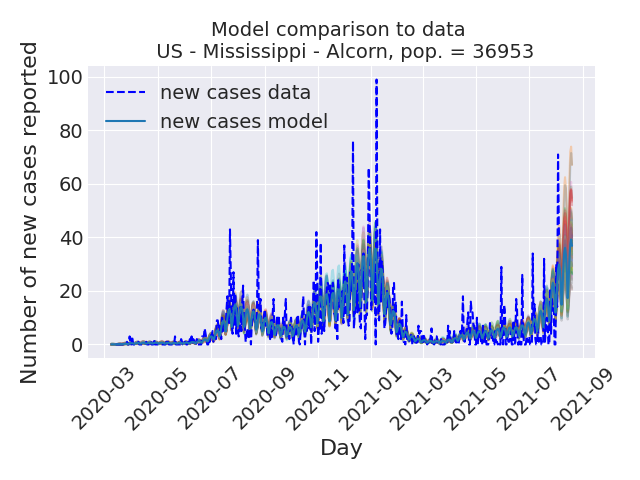 Model comparison to data
US - Mississippi - Alcorn, pop. = 36953
Number of new cases reported
100
80
60
40
20
0
new cases data
new cases model
2020-03
2020-05
2020-07
2020-09
2020-11
2021-01
2021-03
2021-05
2021-07
2021-09
Day